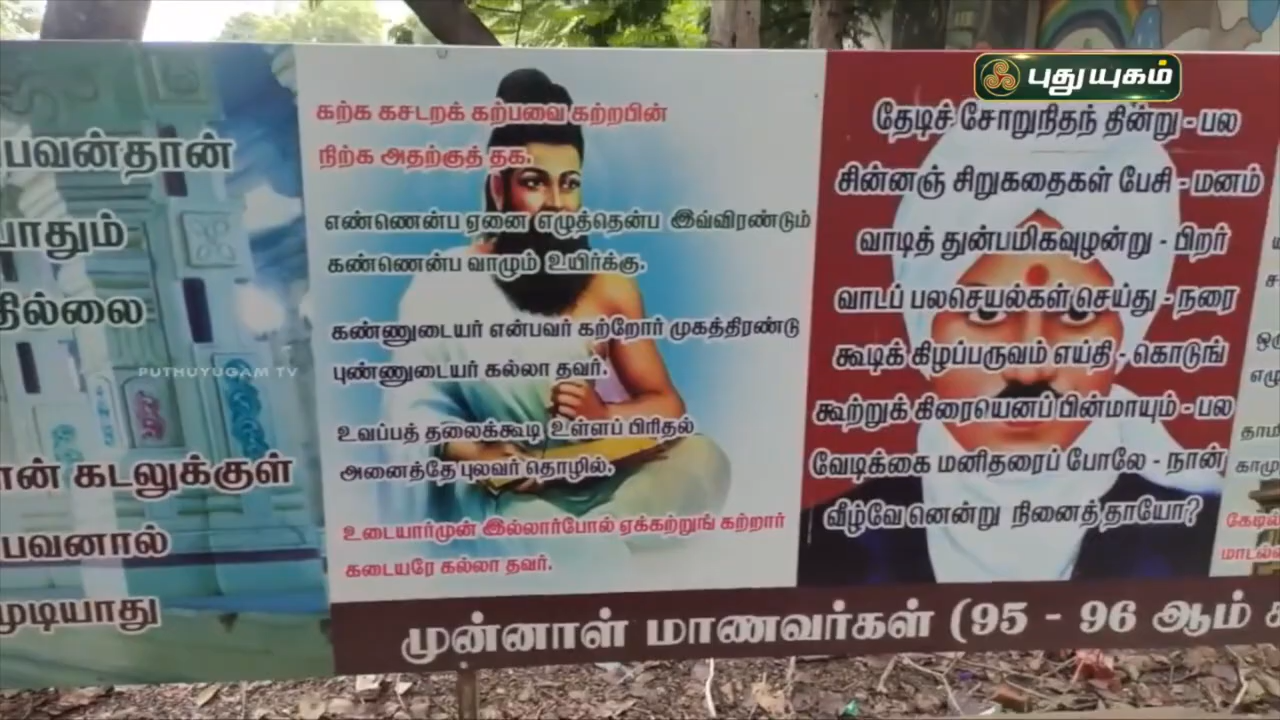 புதுயுகம்
பவன்தான்
தில்லை
PUTHUYUGAM TV
கடலுக்குள்
பவனால்
முடியாது
கற்க கசடறக் கற்பவை கற்றபின்
நிற்க அதற்குத் தக.
எண்ணென்ப ஏனை எழுத்தென்ப இவ்விரண்டும்
கண்ணென்ப வாழும் உயிர்க்கு.
கண்ணுடையர் என்பவர் கற்றோர் முகத்திரண்டு
புண்ணுடையர் கல்லா தவர்.
உவப்பத் தலைக்கூடி உள்ளப் பிரிதல்
அனைத்தே புலவர் தொழில்.
உடையார்முன் இல்லார்போல் ஏக்கற்றுங் கற்றார்
கடையரே கல்லா தவர்.
தேடிச் சோறுநிதந் தின்று - பல
சின்னஞ் சிறுகதைகள் பேசி - மனம்
வாடித் துன்பமிகவுழன்று - பிறர்
வாடப் பலசெயல்கள் செய்து - நரை
கூடிக் கிழப்பருவம் எய்தி - கொடுங்
கூற்றுக் கிரையெனப் பின்மாயும் - பல
வேடிக்கை மனிதரைப் போலே - நான்
வீழ்வே னென்று நினைத் தாயோ?
முன்னாள் மாணவர்கள் (95 - 96 ஆம்